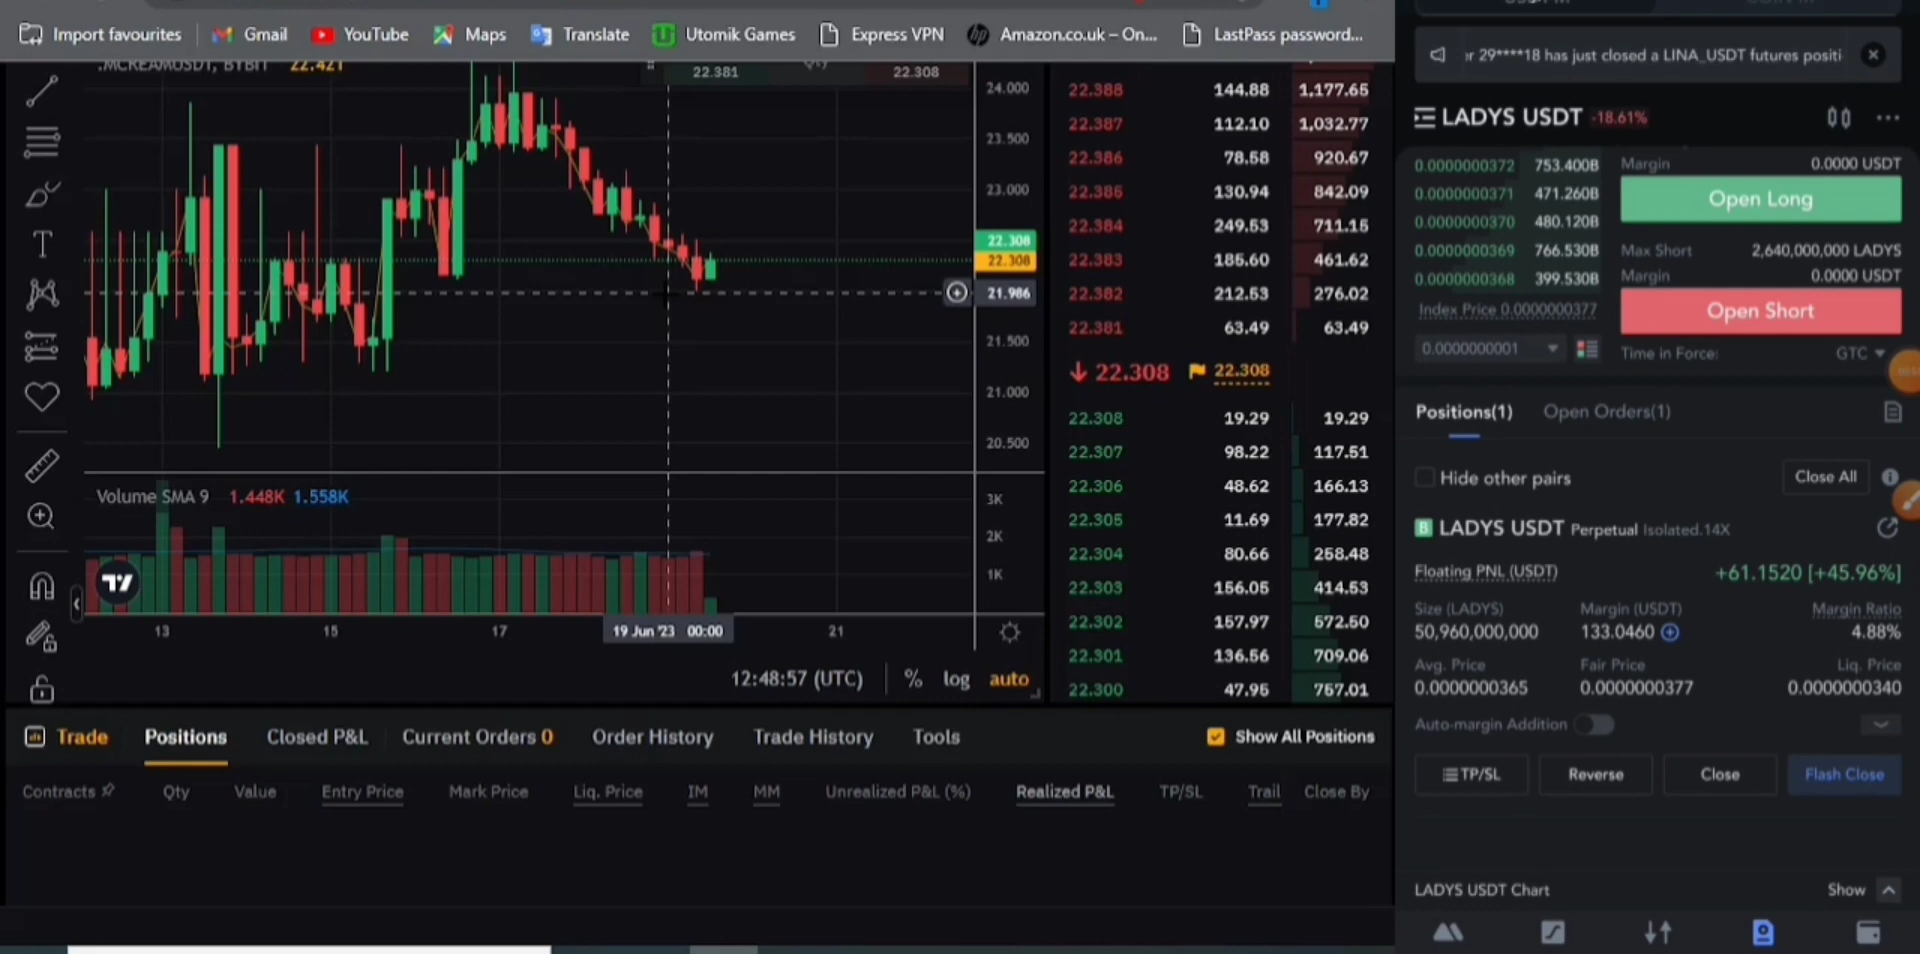 Import favourites Gmail YouTube Maps Translate Utomik Games Express VPN Amazon.co.uk – On... LastPass password...
.MCREAMUSDT, BYBIT 22.421
22.381 Qty 22.308
24.000
23.500
23.000
22.308
22.308
21.986
21.500
21.000
20.500
Volume SMA 9 1.448K 1.558K
3K
2K
1K
13 15 17 19 Jun '23 00:00 21
12:48:57 (UTC) % log auto
22.388 144.88 1,177.65
22.387 112.10 1,032.77
22.386 78.58 920.67
22.385 130.94 842.09
22.384 249.53 711.15
22.383 185.60 461.62
22.382 212.53 276.02
22.381 63.49 63.49
22.308 22.308
22.308 19.29 19.29
22.307 98.22 117.51
22.306 48.62 166.13
22.305 11.69 177.82
22.304 80.66 258.48
22.303 156.05 414.53
22.302 157.97 572.50
22.301 136.56 709.06
22.300 47.95 757.01
Trade Positions Closed P&L Current Orders 0 Order History Trade History Tools Show All Positions
Contracts Qty Value Entry Price Mark Price Liq. Price IM MM Unrealized P&L (%) Realized P&L TP/SL Trail Close By
29****18 has just closed a LINA_USDT futures positi
LADYS USDT -18.61%
0.0000000372 753.400B
0.0000000371 471.260B
0.0000000370 480.120B
0.0000000369 766.530B
0.0000000368 399.530B
Index Price 0.0000000377
0.0000000001
Margin 0.0000 USDT
Open Long
Max Short 2,640,000,000 LADYS
Margin 0.0000 USDT
Open Short
Time in Force: GTC
Positions(1) Open Orders(1)
Hide other pairs Close All
B LADYS USDT Perpetual Isolated.14X
Floating PNL (USDT) +61.1520 [+45.96%]
Size (LADYS) Margin (USDT) Margin Ratio
50,960,000,000 133.0460 4.88%
Avg. Price Fair Price Liq. Price
0.0000000365 0.0000000377 0.0000000340
Auto-margin Addition
TP/SL Reverse Close Flash Close
LADYS USDT Chart Show